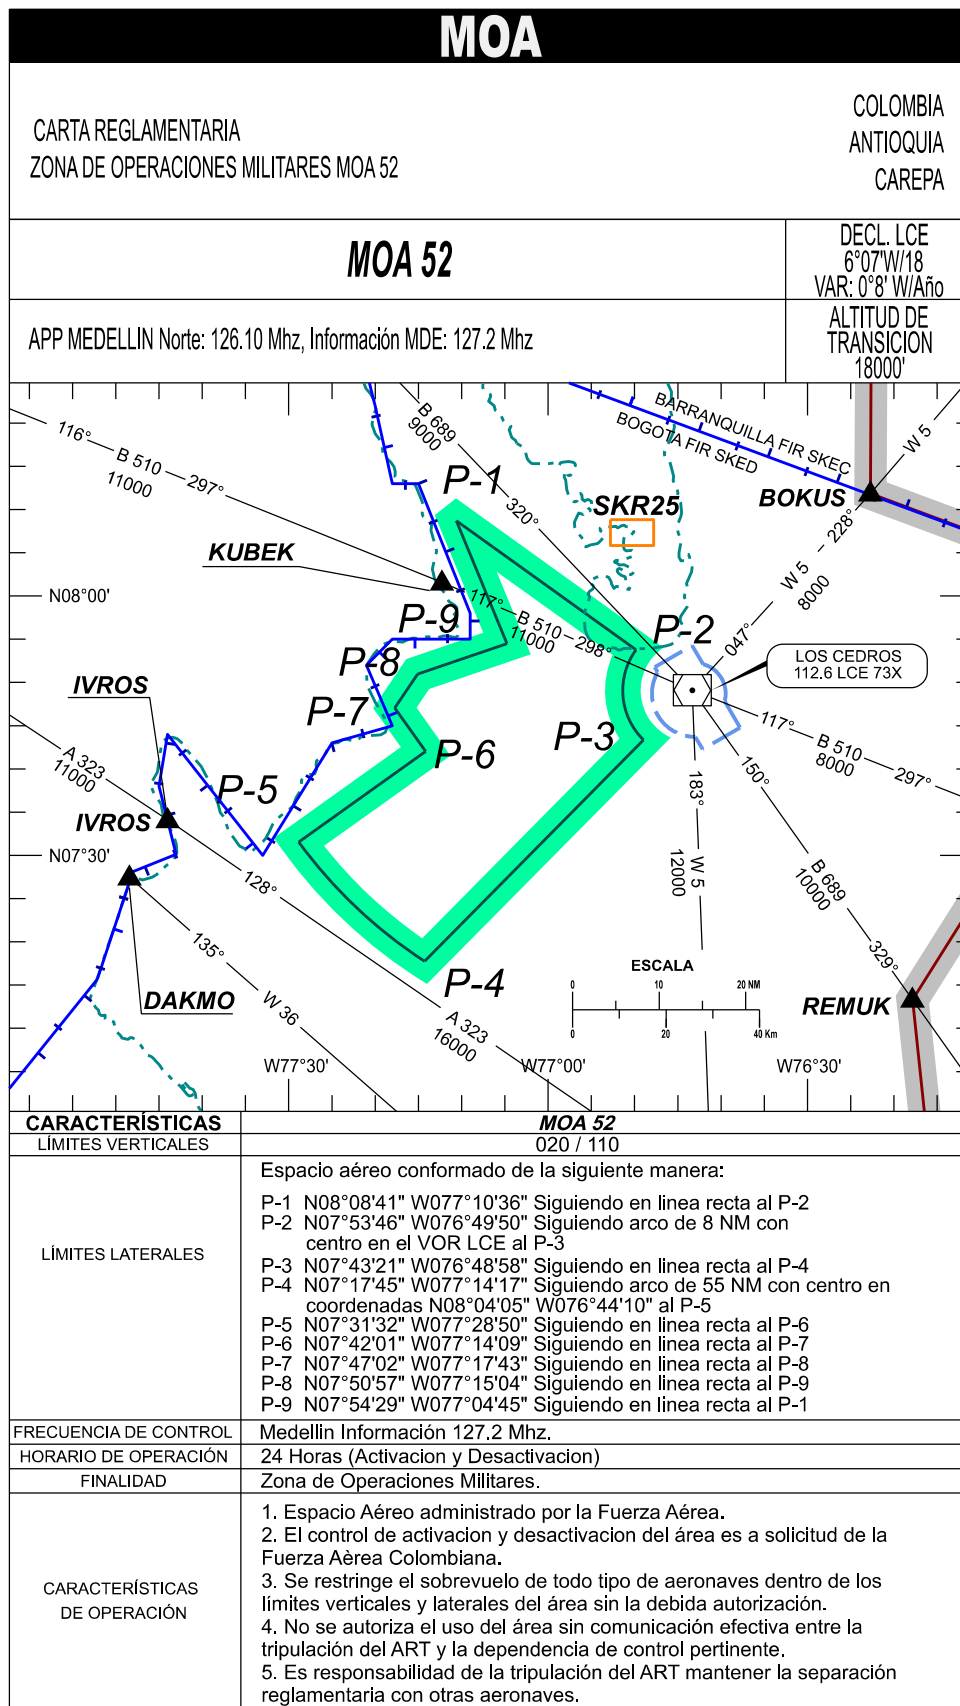 MOA
CARTA REGLAMENTARIA
ZONA DE OPERACIONES MILITARES MOA 52
COLOMBIA
ANTIOQUIA
CAREPA
MOA 52
DECL. LCE
6°07'W/18
VAR: 0°8' W/Año
APP MEDELLIN Norte: 126.10 Mhz, Información MDE: 127.2 Mhz
ALTITUD DE
TRANSICION
18000'
116°
B 510
11000
297°
B 689
9000
320°
P-1
SKR25
BARRANQUILLA FIR SKEC
BOGOTA FIR SKED
W 5
BOKUS
228°
W 5
8000
047°
KUBEK
N08°00'
117°
B 510
11000
298°
P-9
P-2
P-8
LOS CEDROS
112.6 LCE 73X
IVROS
P-7
P-3
P-6
117°
B 510
8000
297°
A 323
11000
P-5
150°
183°
IVROS
N07°30'
W 5
12000
B 689
10000
128°
135°
329°
DAKMO
W 36
P-4
A 323
16000
ESCALA
0
10
20 NM
0
20
40 Km
REMUK
W77°30'
W77°00'
W76°30'
CARACTERÍSTICAS
MOA 52
LÍMITES VERTICALES
020 / 110
LÍMITES LATERALES
Espacio aéreo conformado de la siguiente manera:
P-1 N08°08'41" W077°10'36" Siguiendo en linea recta al P-2
P-2 N07°53'46" W076°49'50" Siguiendo arco de 8 NM con
centro en el VOR LCE al P-3
P-3 N07°43'21" W076°48'58" Siguiendo en linea recta al P-4
P-4 N07°17'45" W077°14'17" Siguiendo arco de 55 NM con centro en
coordenadas N08°04'05" W076°44'10" al P-5
P-5 N07°31'32" W077°28'50" Siguiendo en linea recta al P-6
P-6 N07°42'01" W077°14'09" Siguiendo en linea recta al P-7
P-7 N07°47'02" W077°17'43" Siguiendo en linea recta al P-8
P-8 N07°50'57" W077°15'04" Siguiendo en linea recta al P-9
P-9 N07°54'29" W077°04'45" Siguiendo en linea recta al P-1
FRECUENCIA DE CONTROL
Medellin Información 127.2 Mhz.
HORARIO DE OPERACIÓN
24 Horas (Activacion y Desactivacion)
FINALIDAD
Zona de Operaciones Militares.
CARACTERÍSTICAS
DE OPERACIÓN
1. Espacio Aéreo administrado por la Fuerza Aérea.
2. El control de activacion y desactivacion del área es a solicitud de la
Fuerza Aèrea Colombiana.
3. Se restringe el sobrevuelo de todo tipo de aeronaves dentro de los
límites verticales y laterales del área sin la debida autorización.
4. No se autoriza el uso del área sin comunicación efectiva entre la
tripulación del ART y la dependencia de control pertinente.
5. Es responsabilidad de la tripulación del ART mantener la separación
reglamentaria con otras aeronaves.